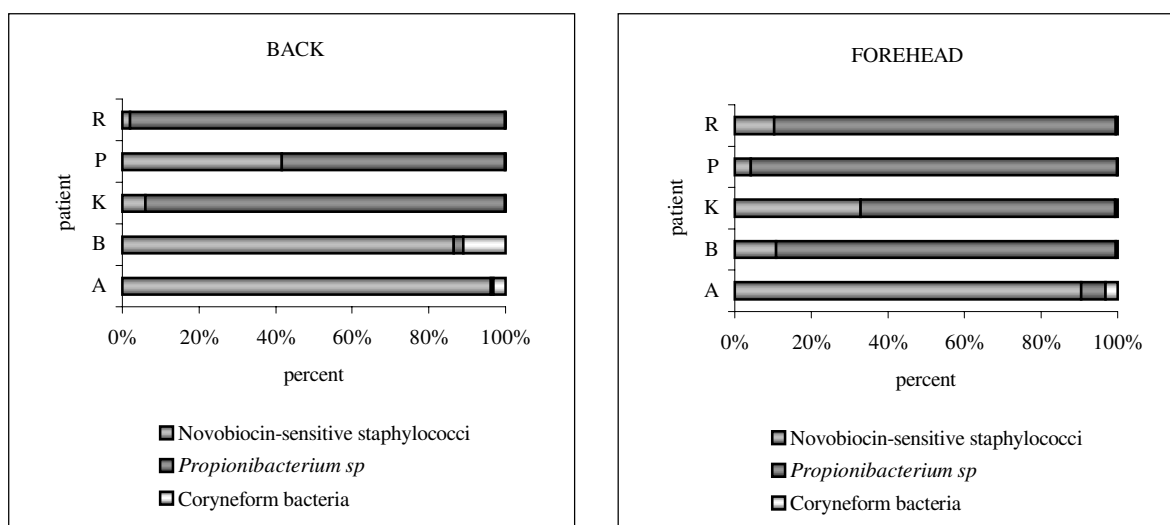 BACK
patient
R
P
K
B
A
0% 20% 40% 60% 80% 100%
percent
Novobiocin-sensitive staphylococci
Propionibacterium sp
Coryneform bacteria
FOREHEAD
patient
R
P
K
B
A
0% 20% 40% 60% 80% 100%
percent
Novobiocin-sensitive staphylococci
Propionibacterium sp
Coryneform bacteria